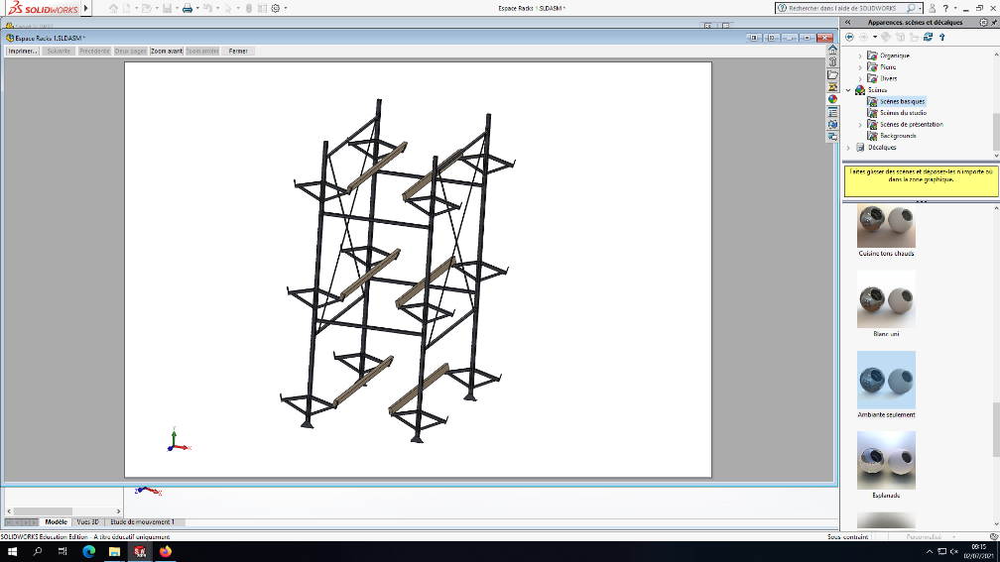 SOLIDWORKS
Espace Racks 1.SLDASM *
Rechercher dans l'aide de SOLIDWORKS
Espace Racks 1.SLDASM *
Imprimer...
Suivante
Précédente
Deux pages
Zoom avant
Zoom arrière
Fermer
Apparences, scènes et décalques
Organique
Pierre
Divers
Scènes
Scènes basiques
Scènes du studio
Scènes de présentation
Backgrounds
Décalques
Faites glisser des scènes et déposez-les n'importe où
dans la zone graphique.
Cuisine tons chauds
Blanc uni
Ambiante seulement
Esplanade
Y
X
Z
X
Modèle
Vues 3D
Etude de mouvement 1
SOLIDWORKS Education Edition - A titre éducatif uniquement
Sous-contraint
Personnalisé
09:15
02/07/2021